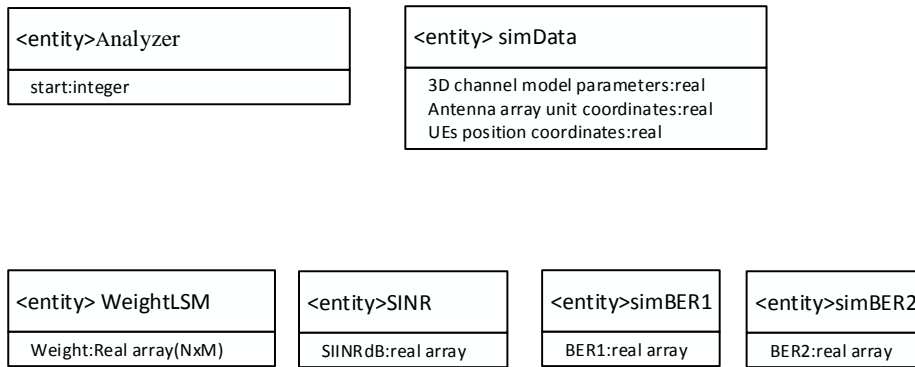 <entity>Analyzer
start:integer
<entity> simData
3D channel model parameters:real
Antenna array unit coordinates:real
UEs position coordinates:real
<entity> WeightLSM
Weight:Real array(NxM)
<entity>SINR
SIINRdB:real array
<entity>simBER1
BER1:real array
<entity>simBER2
BER2:real array